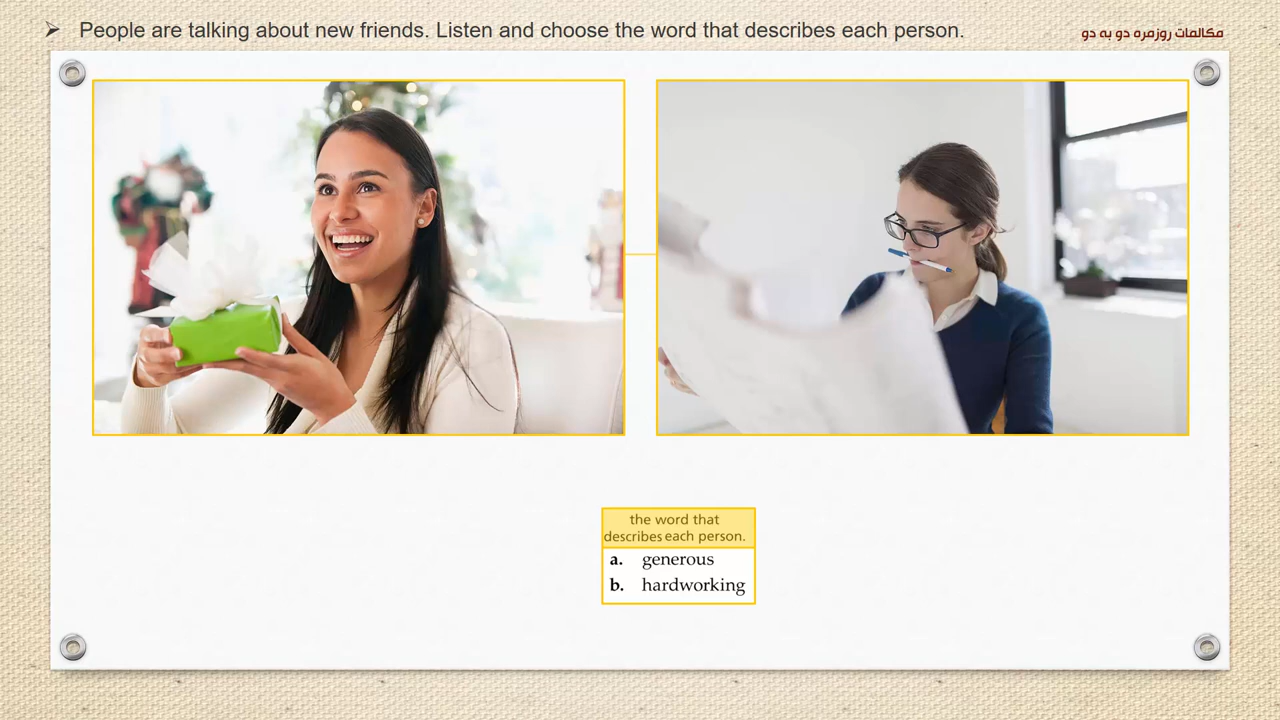 ➢ People are talking about new friends. Listen and choose the word that describes each person.
مکالمات روزمره دو به دو
the word that
describes each person.
a. generous
b. hardworking